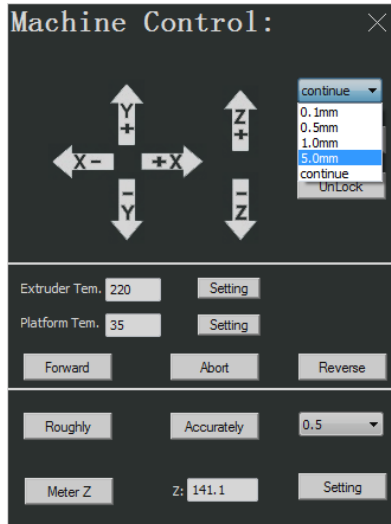 Machine Control:
continue
0.1mm
0.5mm
1.0mm
5.0mm
continue
UnLock
Y+
Z+
X-
+X
-Y
-Z
Extruder Tem. 220 Setting
Platform Tem. 35 Setting
Forward Abort Reverse
Roughly Accurately 0.5
Meter Z Z: 141.1 Setting